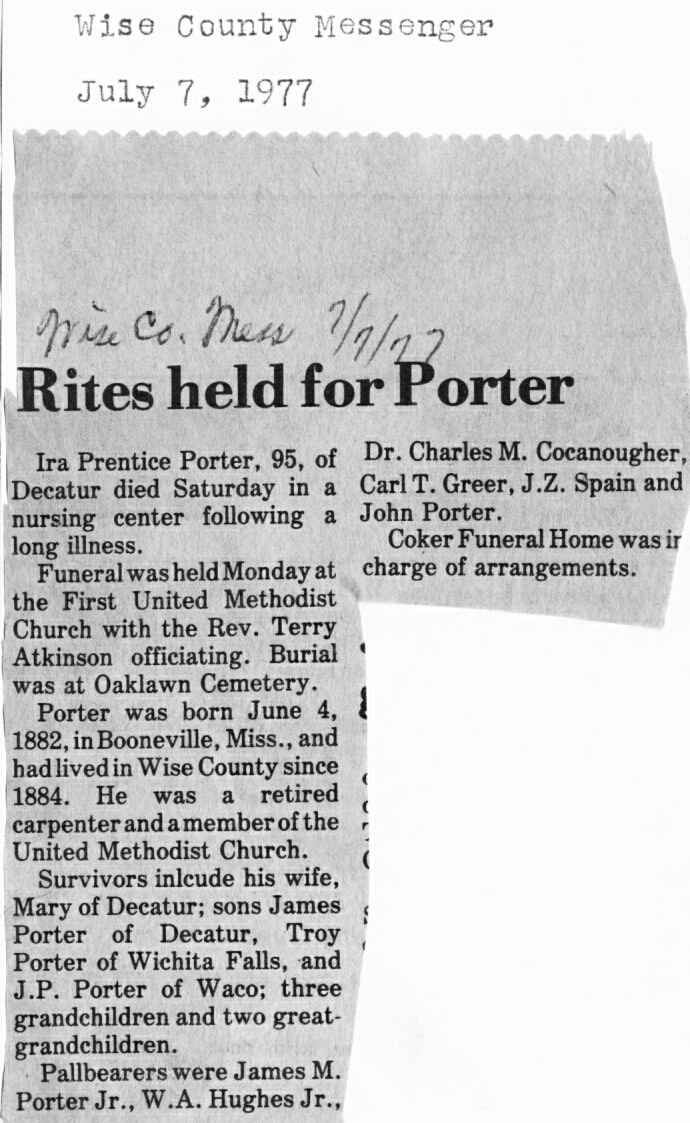 Wise County Messenger
July 7, 1977
Wise Co. Mess 7/7/77
Rites held for Porter
Ira Prentice Porter, 95, of
Decatur died Saturday in a
nursing center following a
long illness.
Funeral was held Monday at
the First United Methodist
Church with the Rev. Terry
Atkinson officiating. Burial
was at Oaklawn Cemetery.
Porter was born June 4,
1882, in Booneville, Miss., and
had lived in Wise County since
1884. He was a retired
carpenter and a member of the
United Methodist Church.
Survivors inlcude his wife,
Mary of Decatur; sons James
Porter of Decatur, Troy
Porter of Wichita Falls, and
J.P. Porter of Waco; three
grandchildren and two great-
grandchildren.
Pallbearers were James M.
Porter Jr., W.A. Hughes Jr.,
Dr. Charles M. Cocanougher,
Carl T. Greer, J.Z. Spain and
John Porter.
Coker Funeral Home was in
charge of arrangements.